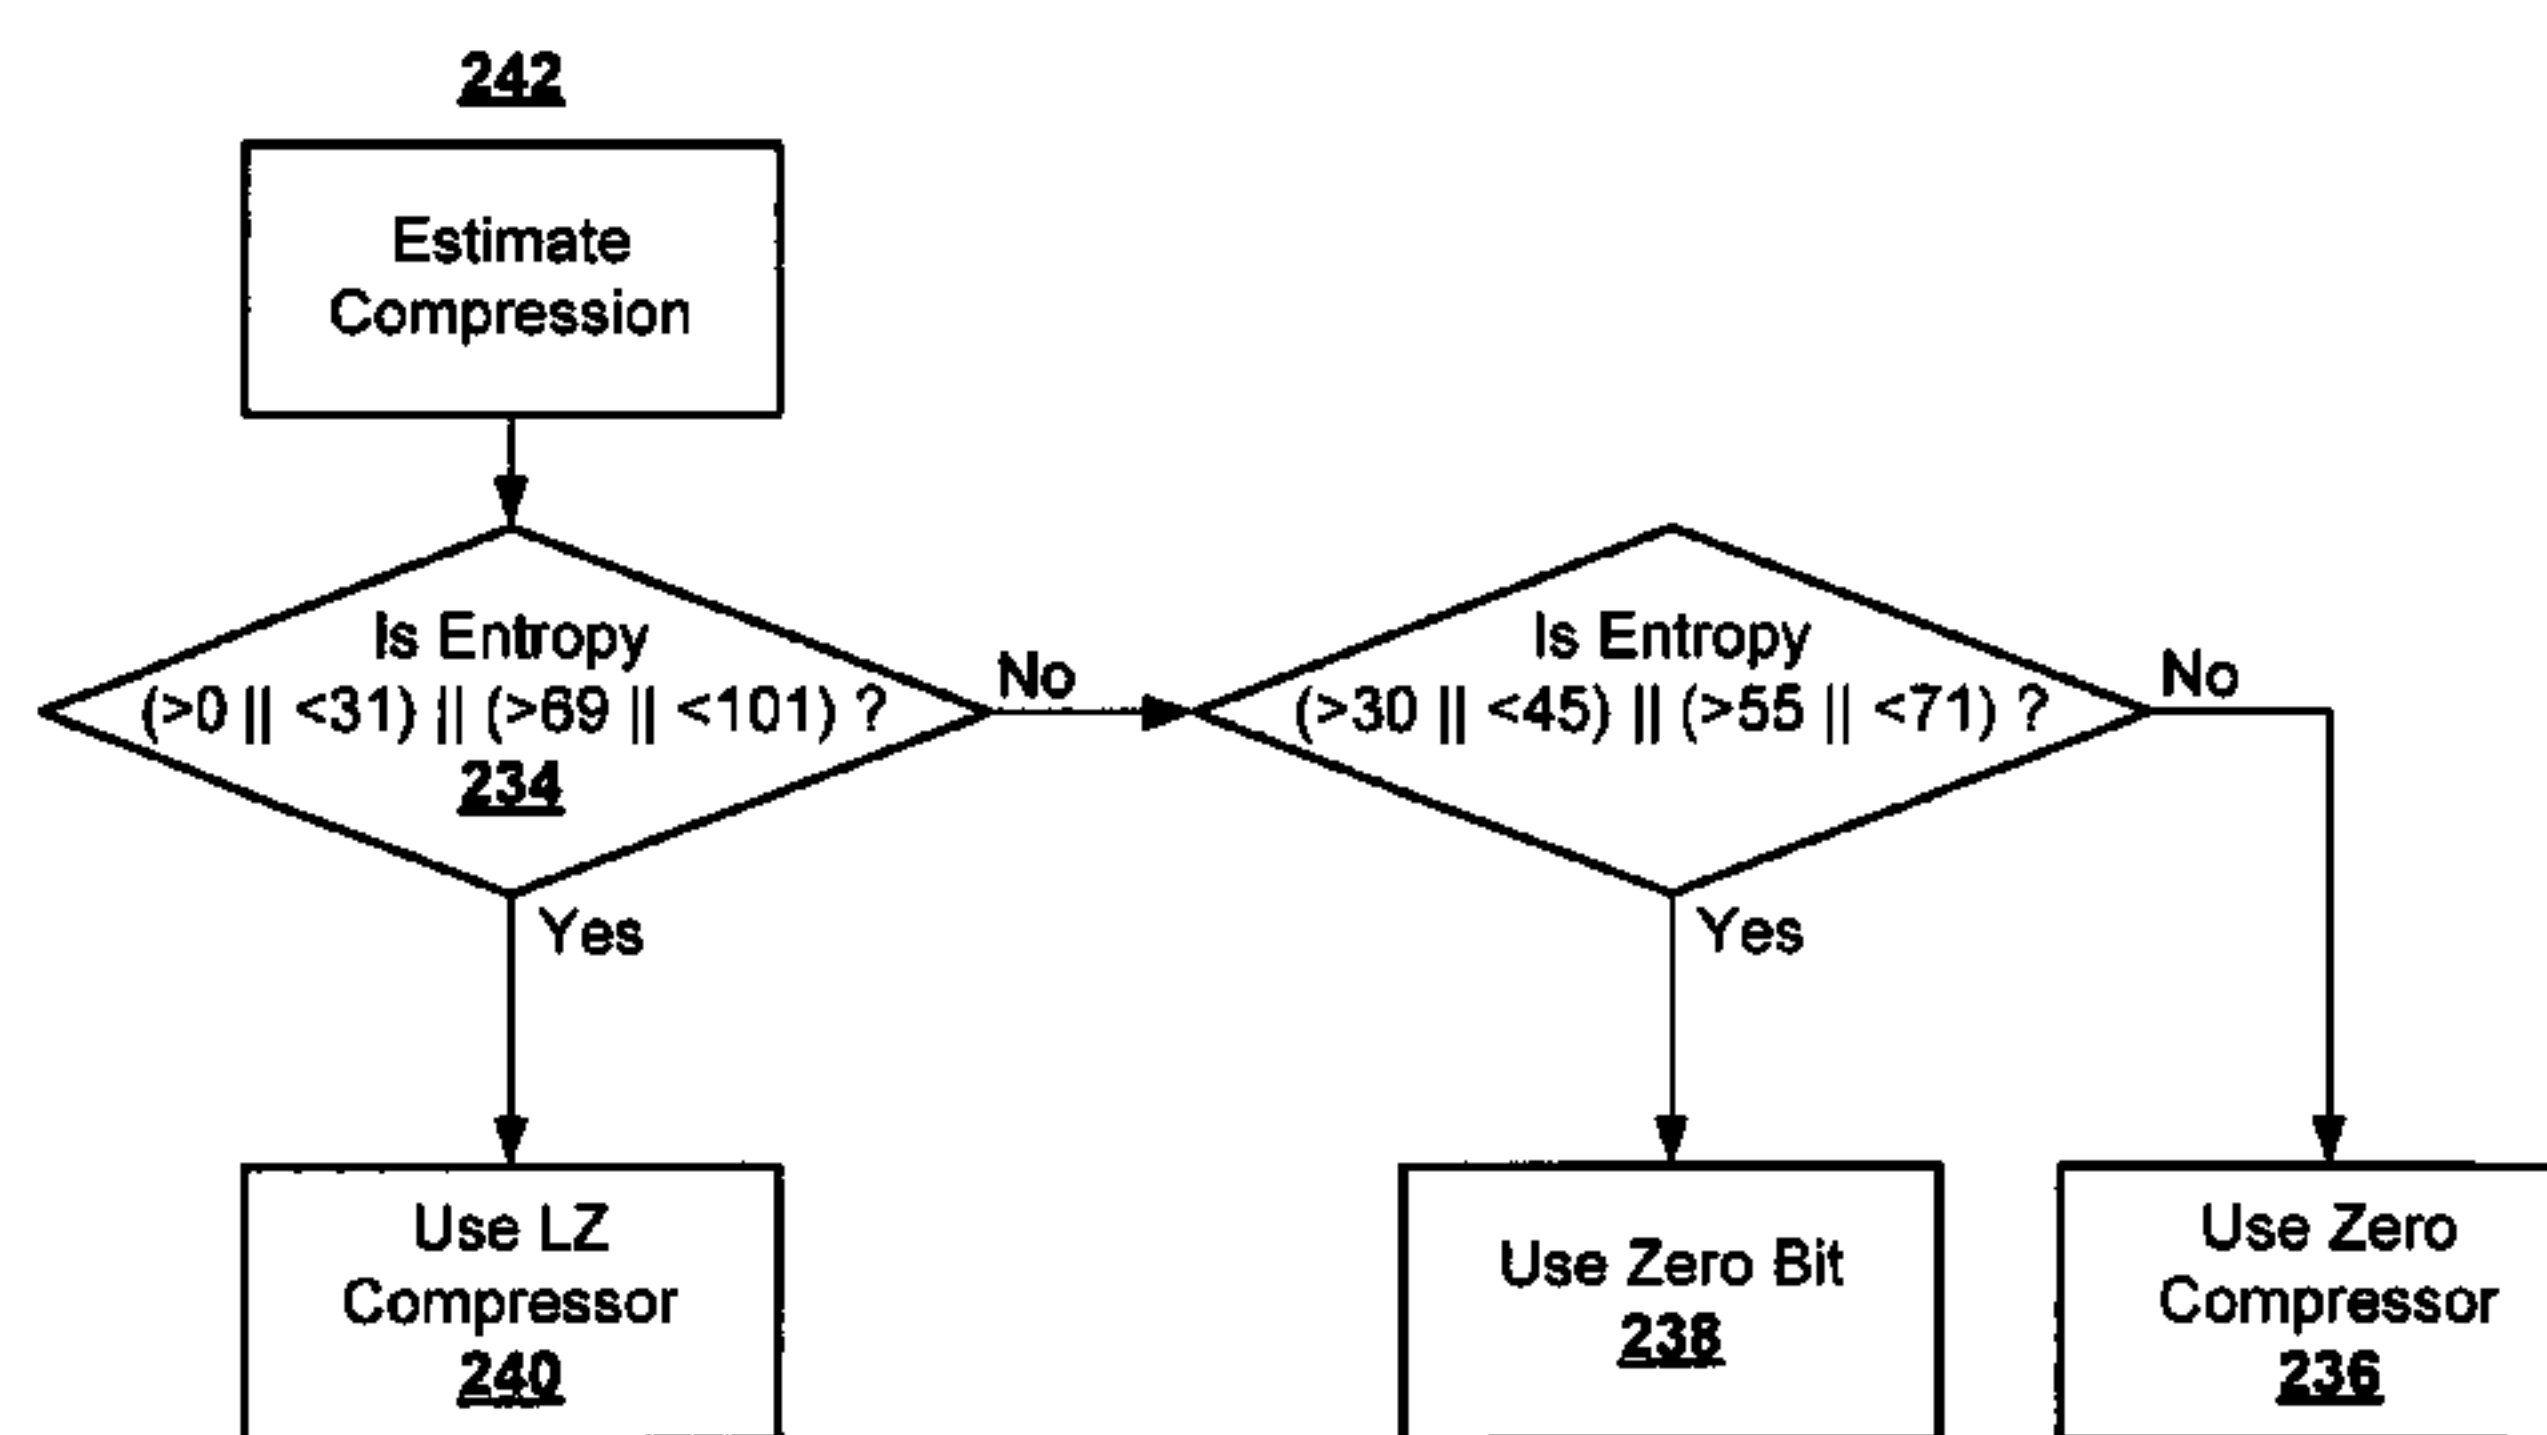 242
Estimate
Compression
Is Entropy
(>0 || <31) || (>69 || <101) ?
234
No
Yes
Is Entropy
(>30 || <45) || (>55 || <71) ?
No
Yes
Use LZ
Compressor
240
Use Zero Bit
238
Use Zero
Compressor
236